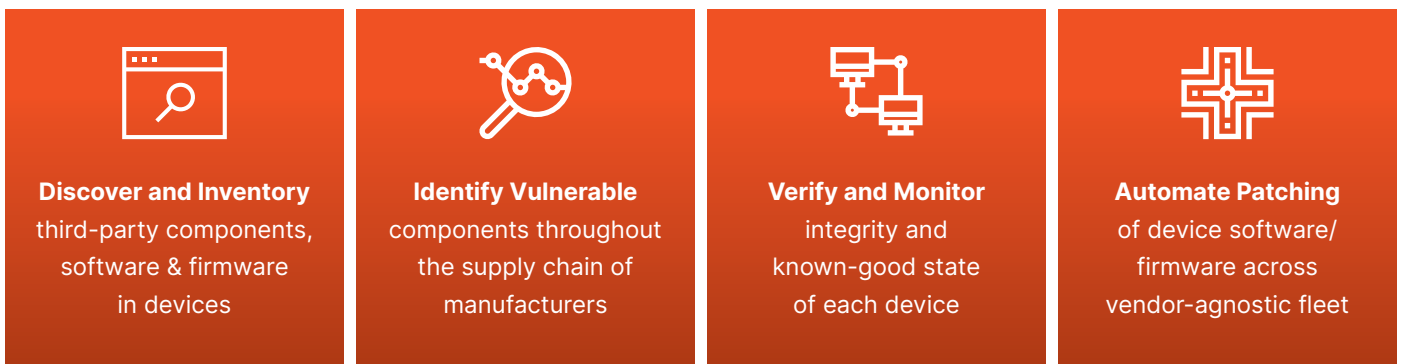 Discover and Inventory
third-party components,
software & firmware
in devices
Identify Vulnerable
components throughout
the supply chain of
manufacturers
Verify and Monitor
integrity and
known-good state
of each device
Automate Patching
of device software/
firmware across
vendor-agnostic fleet